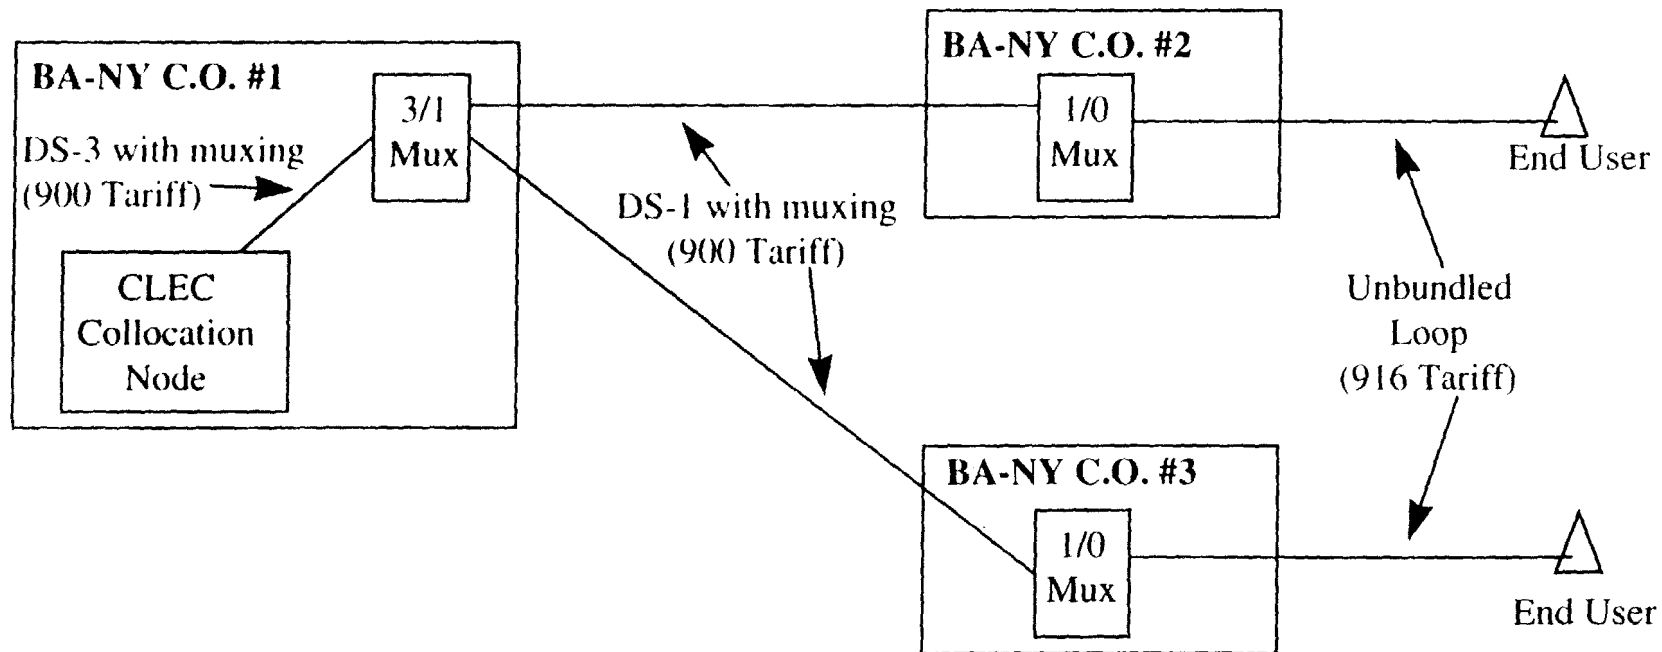 BA-NY C.O. #1
3/1
Mux
DS-3 with muxing
(900 Tariff)
CLEC
Collocation
Node
DS-1 with muxing
(900 Tariff)
BA-NY C.O. #2
1/0
Mux
End User
Unbundled
Loop
(916 Tariff)
BA-NY C.O. #3
1/0
Mux
End User